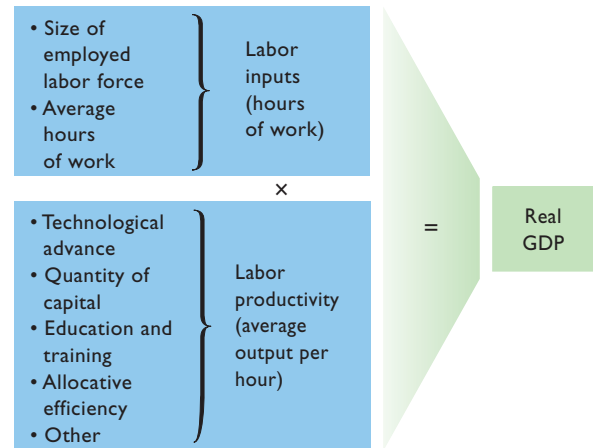 • Size of
employed
labor force
• Average
hours
of work
Labor
inputs
(hours
of work)
×
• Technological
advance
• Quantity of
capital
• Education and
training
• Allocative
efficiency
• Other
Labor
productivity
(average
output per
hour)
=
Real
GDP